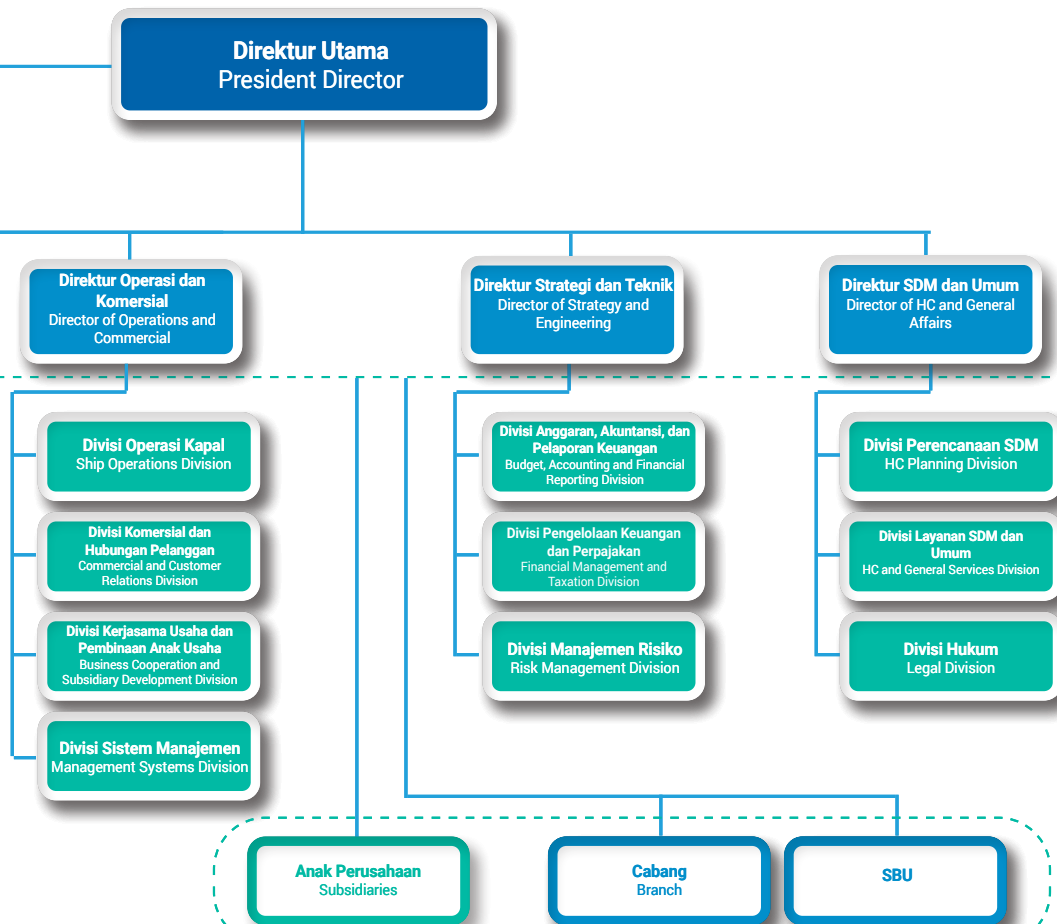 Direktur Utama
President Director
Direktur Operasi dan
Komersial
Director of Operations and
Commercial
Direktur Strategi dan Teknik
Director of Strategy and
Engineering
Direktur SDM dan Umum
Director of HC and General
Affairs
Divisi Operasi Kapal
Ship Operations Division
Divisi Komersial dan
Hubungan Pelanggan
Commercial and Customer
Relations Division
Divisi Kerjasama Usaha dan
Pembinaan Anak Usaha
Business Cooperation and
Subsidiary Development Division
Divisi Sistem Manajemen
Management Systems Division
Divisi Anggaran, Akuntansi, dan
Pelaporan Keuangan
Budget, Accounting and Financial
Reporting Division
Divisi Pengelolaan Keuangan
dan Perpajakan
Financial Management and
Taxation Division
Divisi Manajemen Risiko
Risk Management Division
Divisi Perencanaan SDM
HC Planning Division
Divisi Layanan SDM dan
Umum
HC and General Services Division
Divisi Hukum
Legal Division
Anak Perusahaan
Subsidiaries
Cabang
Branch
SBU